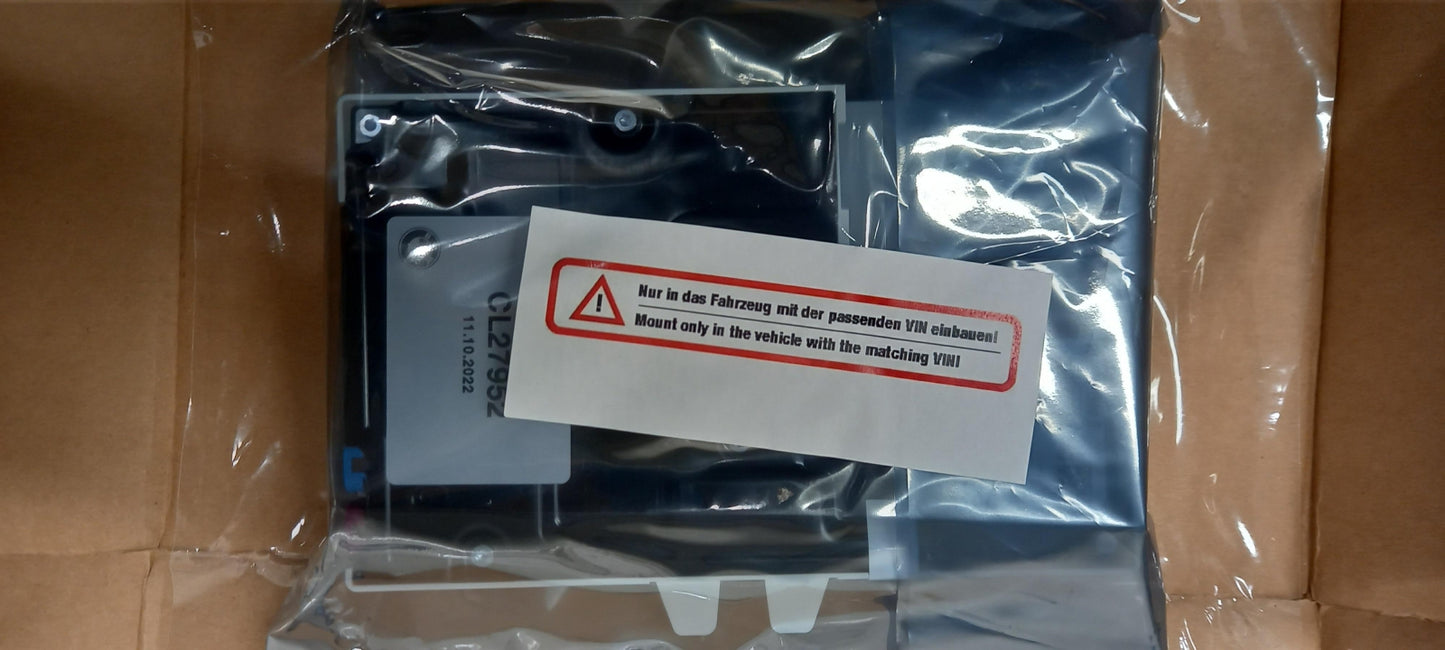 CL27952
11.10.2022
!
Nur in das Fahrzeug mit der passenden VIN einbauen!
Mount only in the vehicle with the matching VIN!